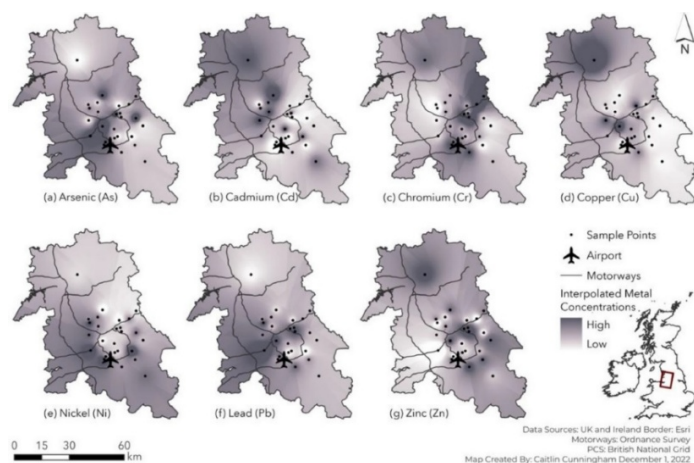 N
(a) Arsenic (As)
(b) Cadmium (Cd)
(c) Chromium (Cr)
(d) Copper (Cu)
Sample Points
Airport
Motorways
Interpolated Metal
Concentrations
High
Low
(e) Nickel (Ni)
(f) Lead (Pb)
(g) Zinc (Zn)
0 15 30 60
km
Data Sources: UK and Ireland Border: Esri
Motorways: Ordnance Survey
PCS: British National Grid
Map Created By: Caitlin Cunningham December 1, 2022